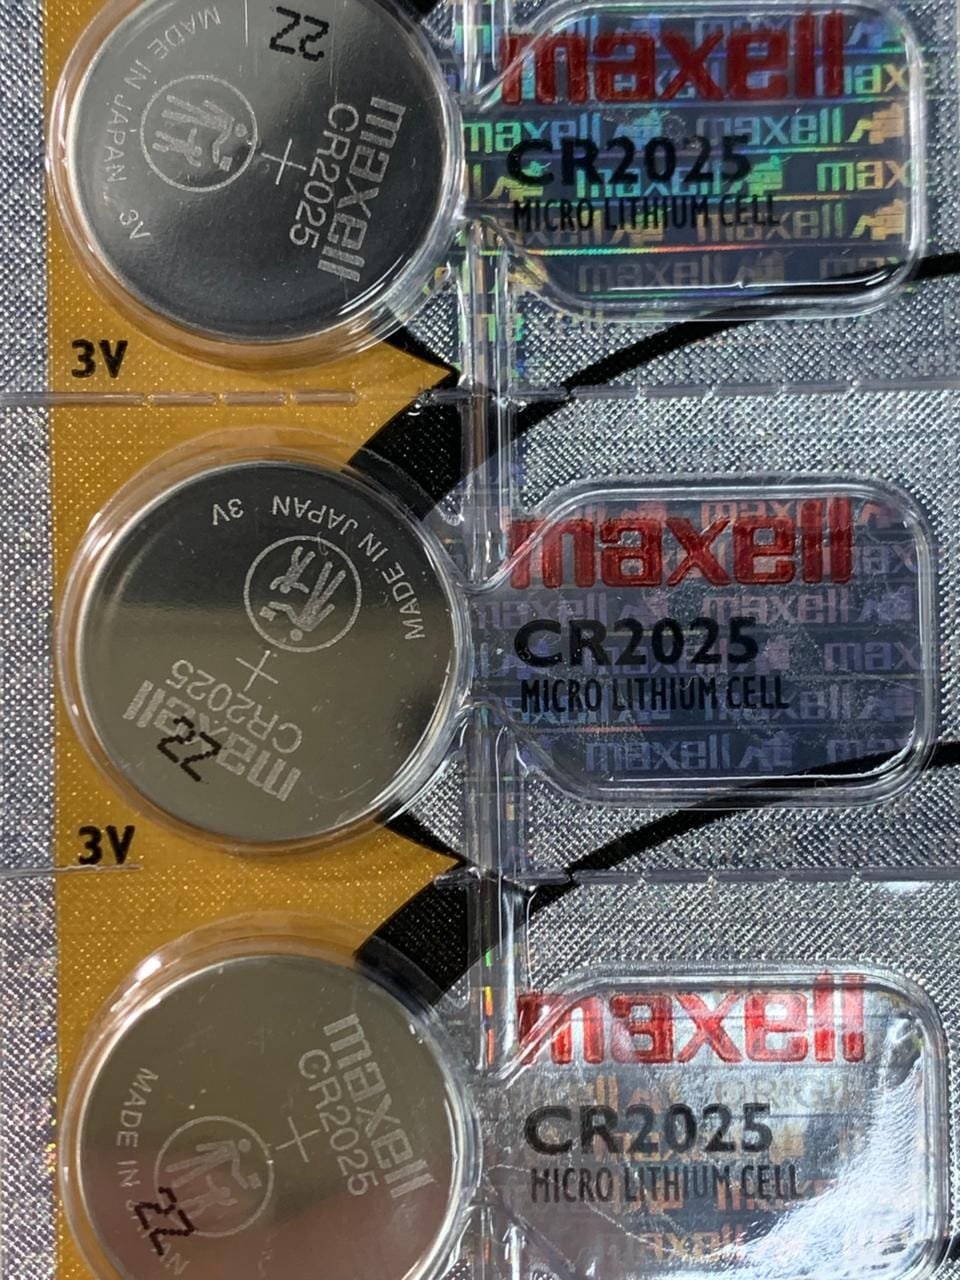 22
MADE IN JAPAN 3V
+
maxell
CR2025
maxell
CR2025
MICRO LITHIUM CELL
3V
MADE IN JAPAN 3V
+
maxell
CR2025
22
maxell
CR2025
MICRO LITHIUM CELL
3V
maxell
CR2025
+
MADE IN
22
maxell
CR2025
MICRO LITHIUM CELL